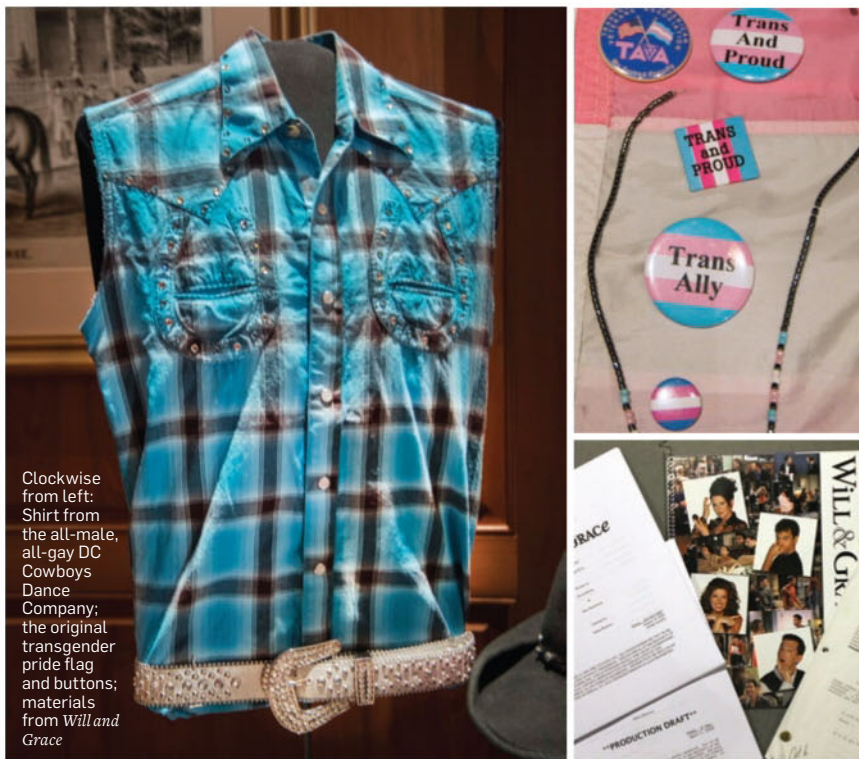 Clockwise
from left:
Shirt from
the all-male,
all-gay DC
Cowboys
Dance
Company;
the original
transgender
pride flag
and buttons;
materials
from Will and
Grace
TAVA
Trans
And
Proud
TRANS
and
PROUD
Trans
Ally
GRACE
WILL & GR
**PRODUCTION DRAFT**